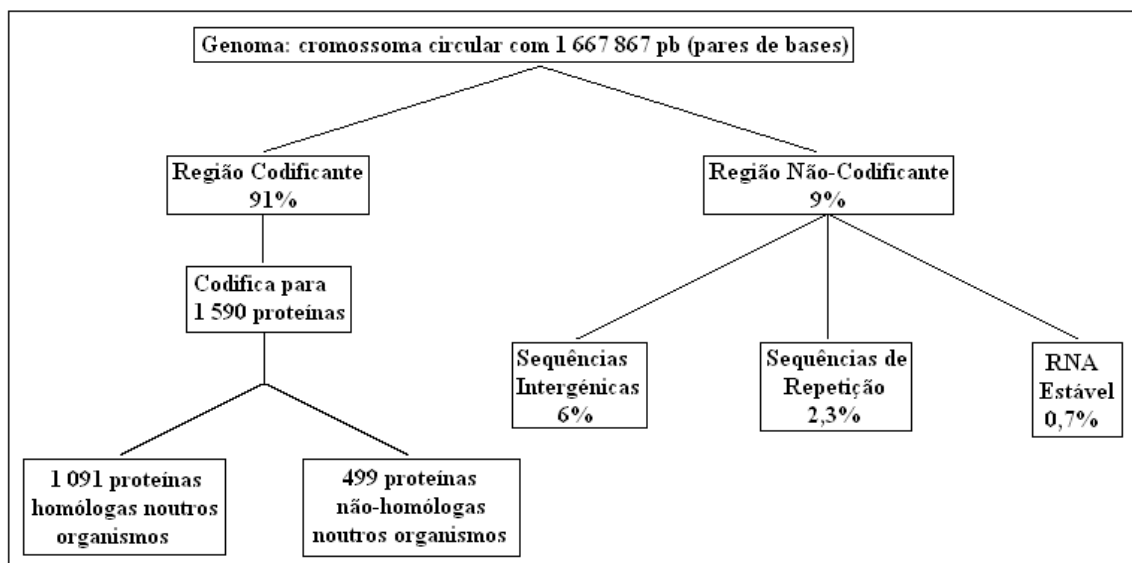 Genoma: cromossoma circular com 1 667 867 pb (pares de bases)
Região Codificante
91%
Região Não-Codificante
9%
Codifica para
1 590 proteínas
Sequências
Intergénicas
6%
Sequências de
Repetição
2,3%
RNA
Estável
0,7%
1 091 proteínas
homólogas noutros
organismos
499 proteínas
não-homólogas
noutros organismos